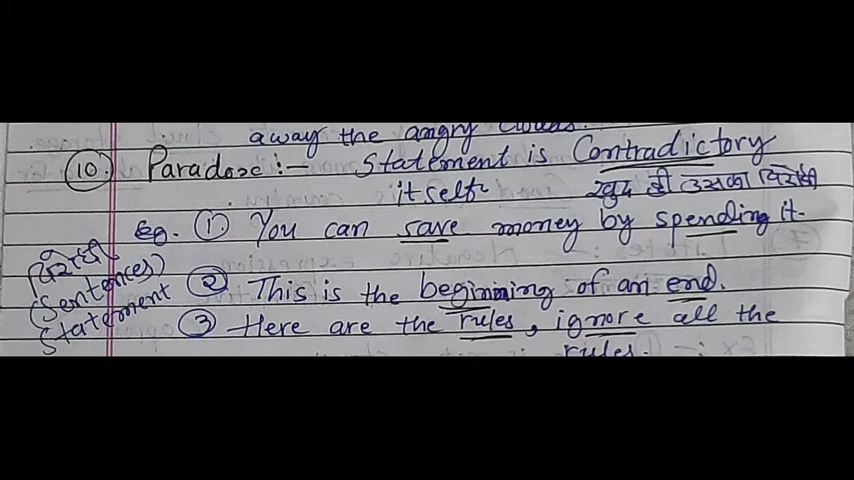 away the angry clouds.
10. Paradox :- Statement is Contradictory
itself खुद ही उसका विरोधी
Eg. ① You can save money by spending it.
विरोधी
(Sentences)
Statement
② This is the beginning of an end.
③ Here are the rules, ignore all the
rules.